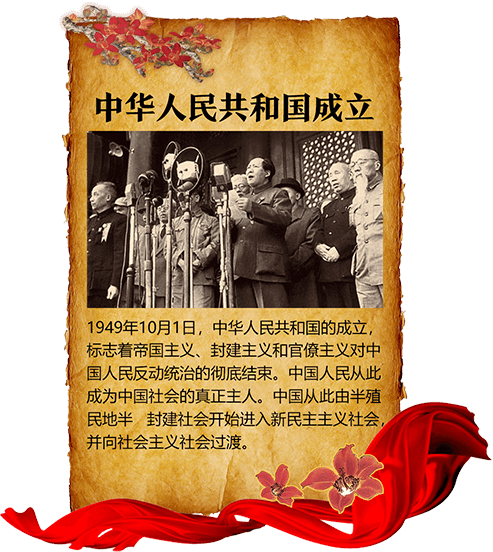 中华人民共和国成立
1949年10月1日，中华人民共和国的成立，
标志着帝国主义、封建主义和官僚主义对中
国人民反动统治的彻底结束。中国人民从此
成为中国社会的真正主人。中国从此由半殖
民地半　封建社会开始进入新民主主义社会，
并向社会主义社会过渡。